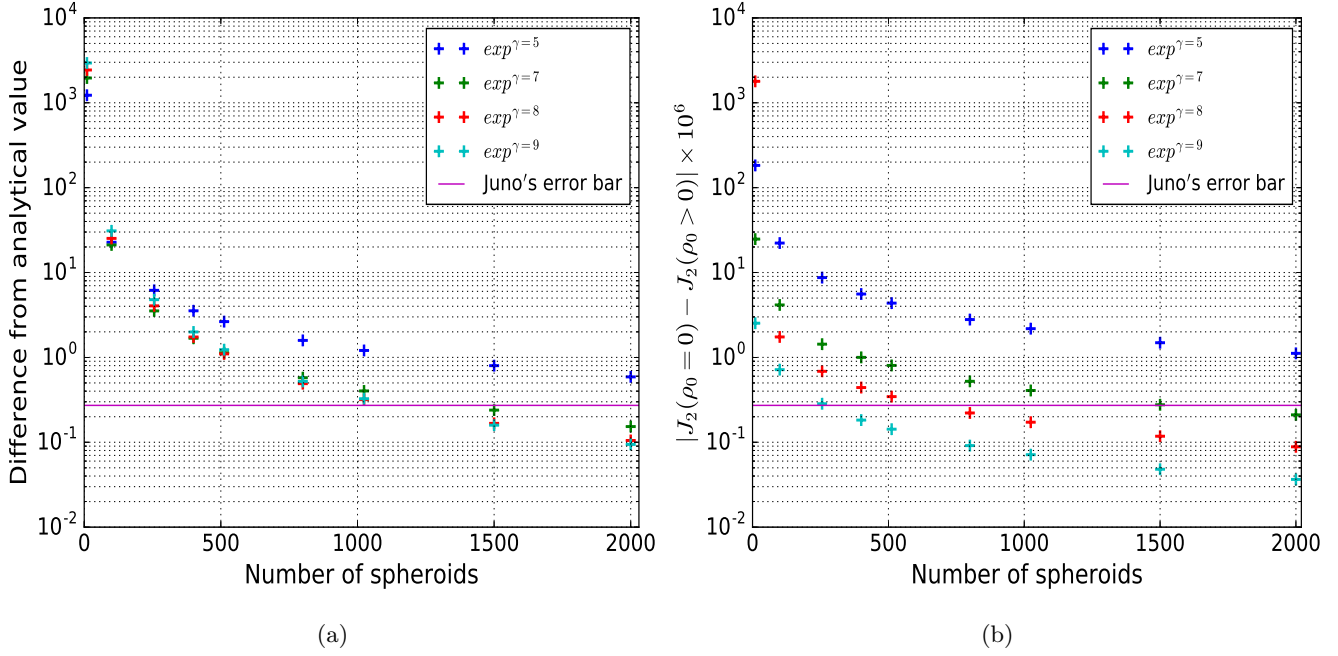 Difference from analytical value
10^4
10^3
10^2
10^1
10^0
10^{-1}
10^{-2}
0 500 1000 1500 2000
Number of spheroids
exp^{γ=5}
exp^{γ=7}
exp^{γ=8}
exp^{γ=9}
Juno's error bar
(a)
|J_2(ρ_0 = 0) − J_2(ρ_0 > 0)| × 10^6
10^4
10^3
10^2
10^1
10^0
10^{-1}
10^{-2}
0 500 1000 1500 2000
Number of spheroids
exp^{γ=5}
exp^{γ=7}
exp^{γ=8}
exp^{γ=9}
Juno's error bar
(b)